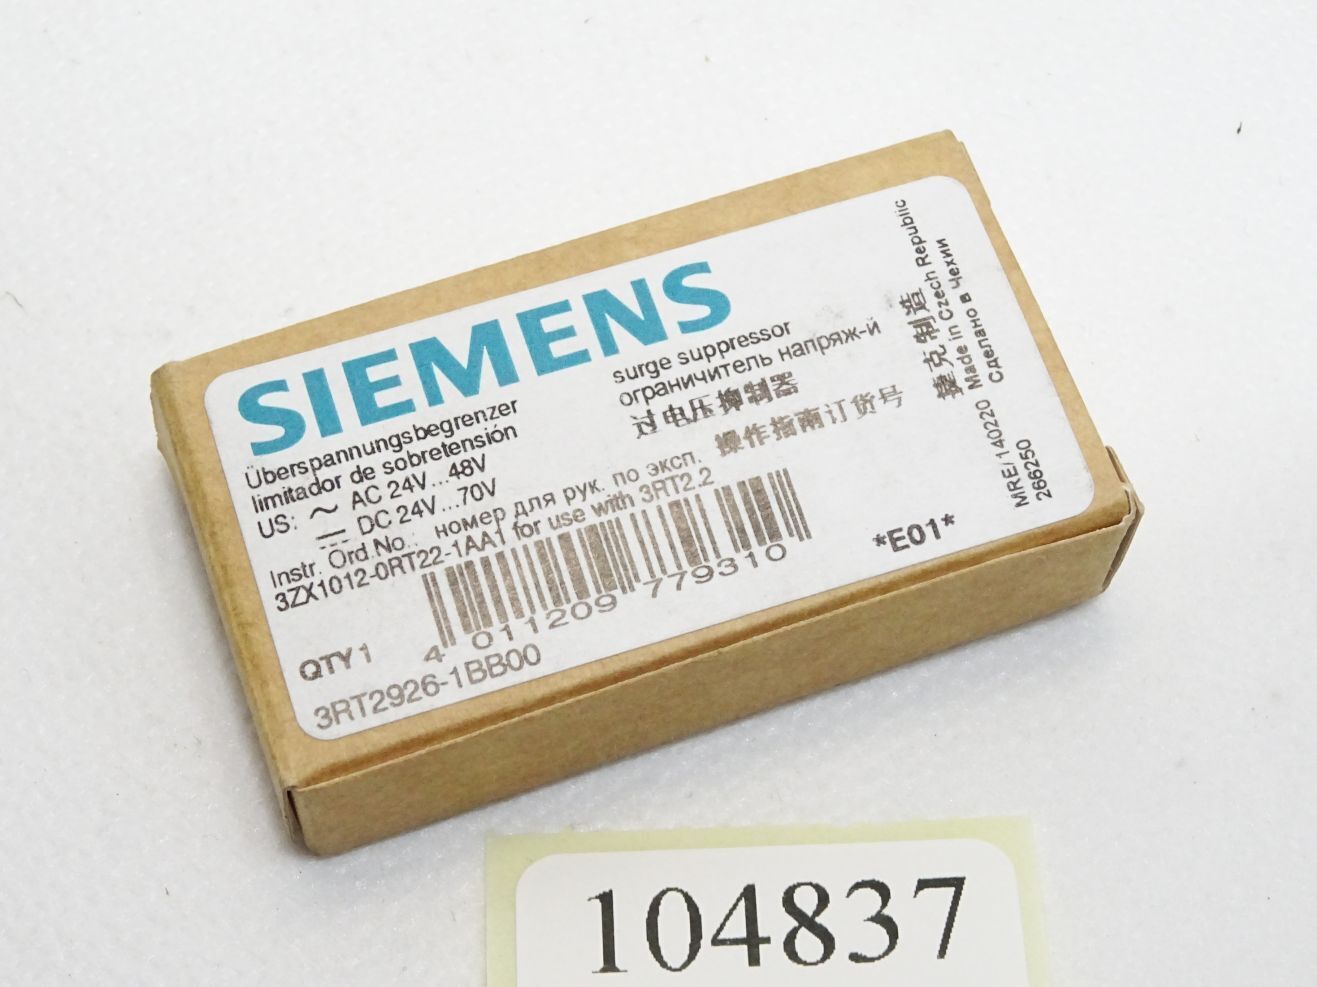 SIEMENS
Überspannungsbegrenzer
limitador de sobretensión
surge suppressor
ограничитель напряж-й
过电压抑制器
US: ~ AC 24V...48V
DC 24V...70V
Instr. Ord.No.: номер для рук. по эксп. 操作指南订货号
3ZX1012-0RT22-1AA1 for use with 3RT2.2
QTY 1
4 011209 779310
3RT2926-1BB00
*E01*
捷克制造
Made in Czech Republic
Сделано в Чехии
MRE:140220
266250
104837